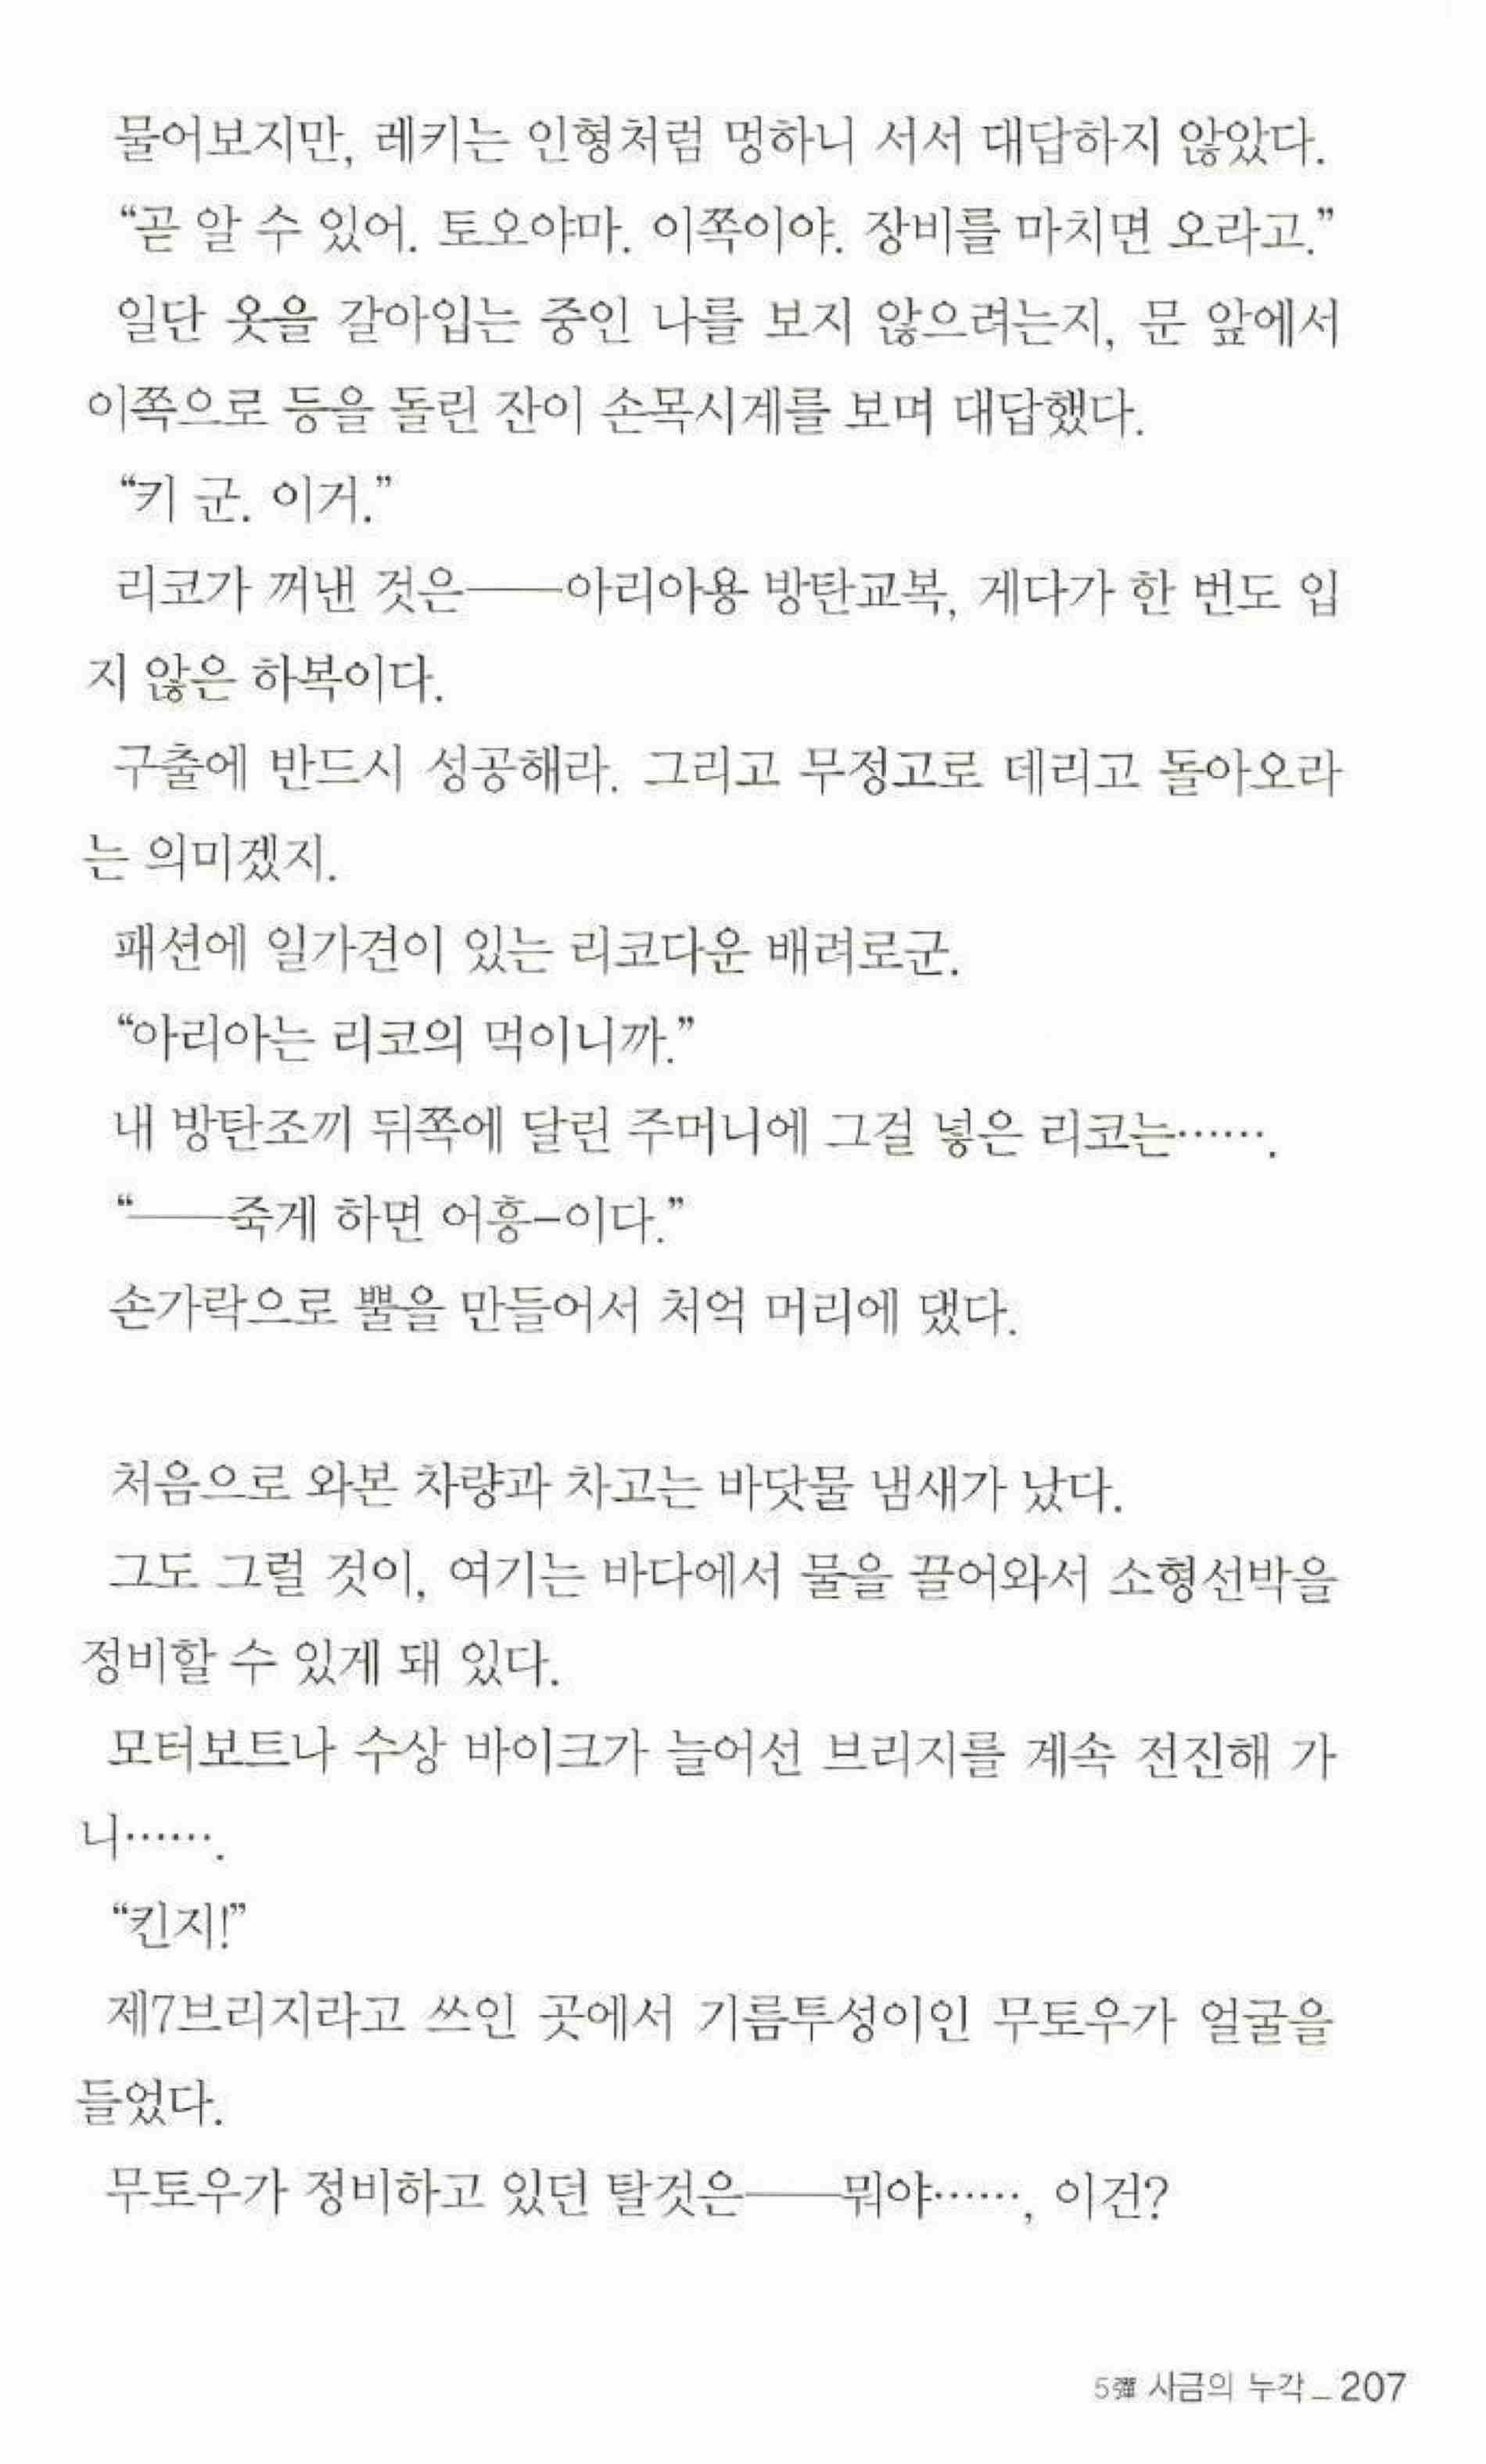 물어보지만, 레키는 인형처럼 멍하니 서서 대답하지 않았다.
“곧 알 수 있어. 토오야마. 이쪽이야. 장비를 마치면 오라고.”
일단 옷을 갈아입는 중인 나를 보지 않으려는지, 문 앞에서
이쪽으로 등을 돌린 잔이 손목시계를 보며 대답했다.
“키 군. 이거.”
리코가 꺼낸 것은──아리아용 방탄교복, 게다가 한 번도 입
지 않은 하복이다.
구출에 반드시 성공해라. 그리고 무정고로 데리고 돌아오라
는 의미겠지.
패션에 일가견이 있는 리코다운 배려로군.
“아리아는 리코의 먹이니까.”
내 방탄조끼 뒤쪽에 달린 주머니에 그걸 넣은 리코는…….
“──죽게 하면 어흥-이다.”
손가락으로 뿔을 만들어서 처억 머리에 댔다.
처음으로 와본 차량과 차고는 바닷물 냄새가 났다.
그도 그럴 것이, 여기는 바다에서 물을 끌어와서 소형선박을
정비할 수 있게 돼 있다.
모터보트나 수상 바이크가 늘어선 브리지를 계속 전진해 가
니…….
“킨지!”
제7브리지라고 쓰인 곳에서 기름투성이인 무토우가 얼굴을
들었다.
무토우가 정비하고 있던 탈것은──뭐야……, 이건?
5彈 사금의 누각_207